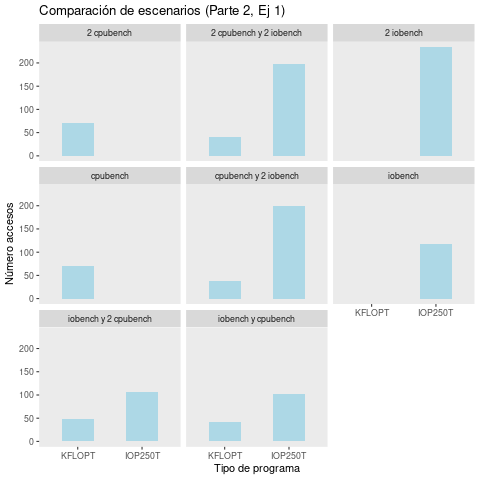 Comparación de escenarios (Parte 2, Ej 1)
2 cpubench
2 cpubench y 2 iobench
2 iobench
200
150
100
50
0
cpubench
cpubench y 2 iobench
iobench
200
150
100
50
0
KFLOPT
IOP250T
iobench y 2 cpubench
iobench y cpubench
200
150
100
50
0
KFLOPT
IOP250T
KFLOPT
IOP250T
Número accesos
Tipo de programa